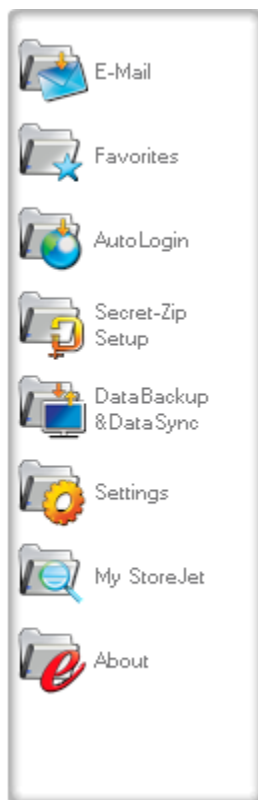 E-Mail
Favorites
AutoLogin
Secret-Zip
Setup
DataBackup
&DataSync
Settings
My StoreJet
About